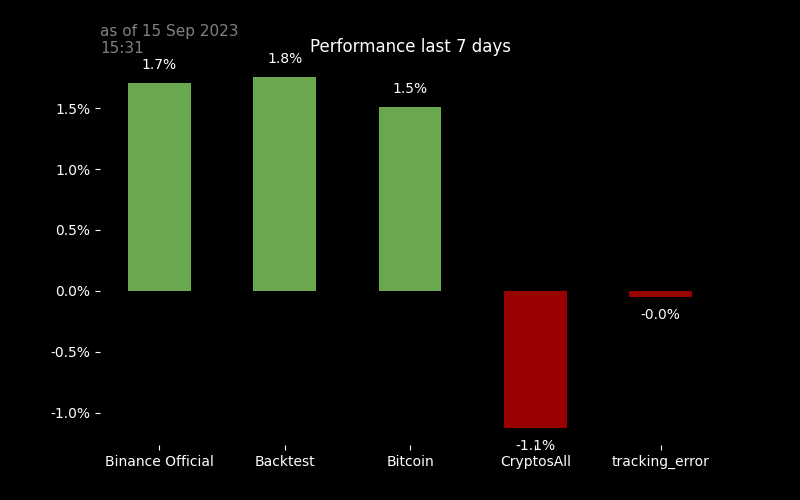 as of 15 Sep 2023
15:31
Performance last 7 days
1.7%
1.8%
1.5%
-1.1%
-0.0%
1.5%
1.0%
0.5%
0.0%
-0.5%
-1.0%
Binance Official
Backtest
Bitcoin
CryptosAll
tracking_error